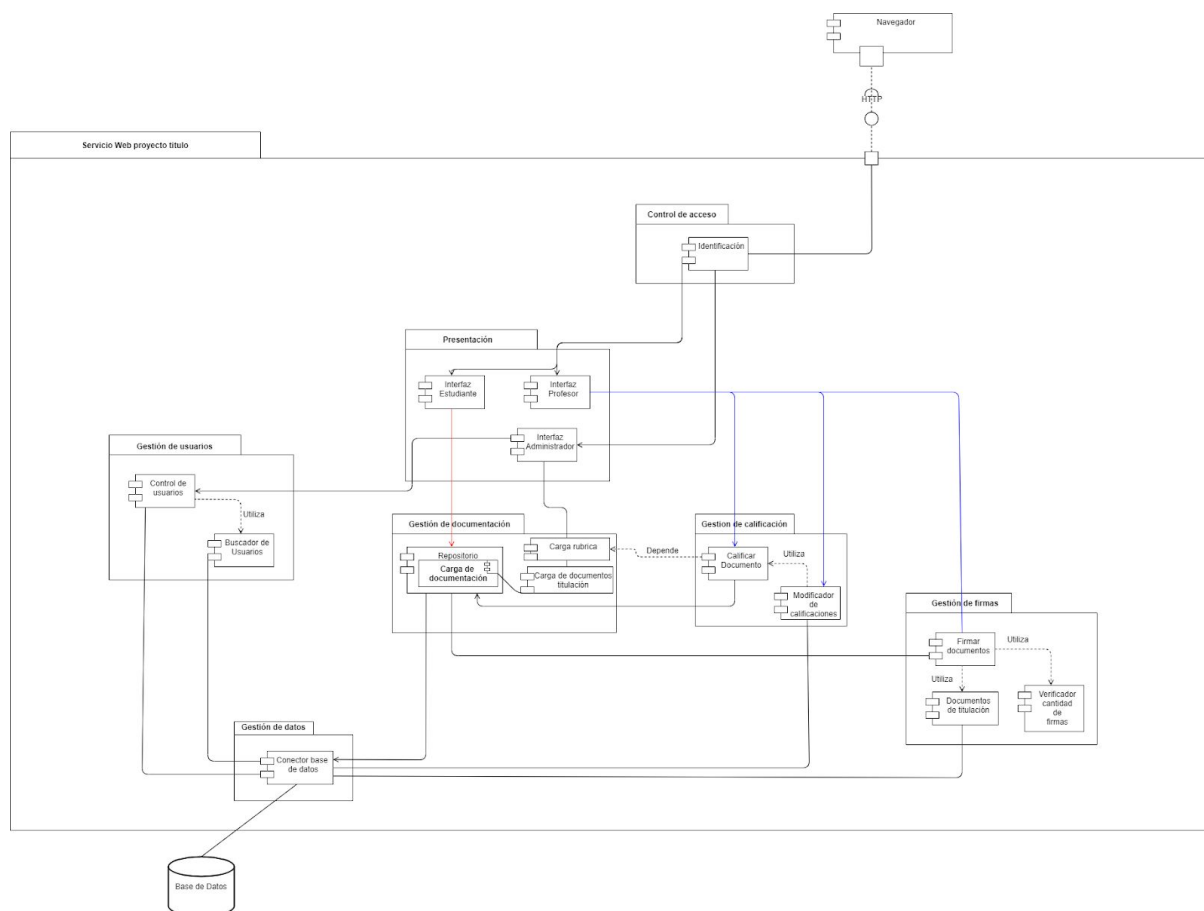 Navegador
HTTP
Servicio Web proyecto titulo
Control de acceso
Identificación
Presentación
Interfaz
Estudiante
Interfaz
Profesor
Interfaz
Administrador
Gestión de usuarios
Control de
usuarios
Utiliza
Buscador de
Usuarios
Gestión de documentación
Repositorio
Carga de
documentación
Carga rubrica
Carga de documentos
titulación
Depende
Gestion de calificación
Calificar
Documento
Utiliza
Modificador
de
calificaciones
Gestión de firmas
Firmar
documentos
Utiliza
Utiliza
Documentos
de titulación
Verificador
cantidad
de
firmas
Gestión de datos
Conector base
de datos
Base de Datos